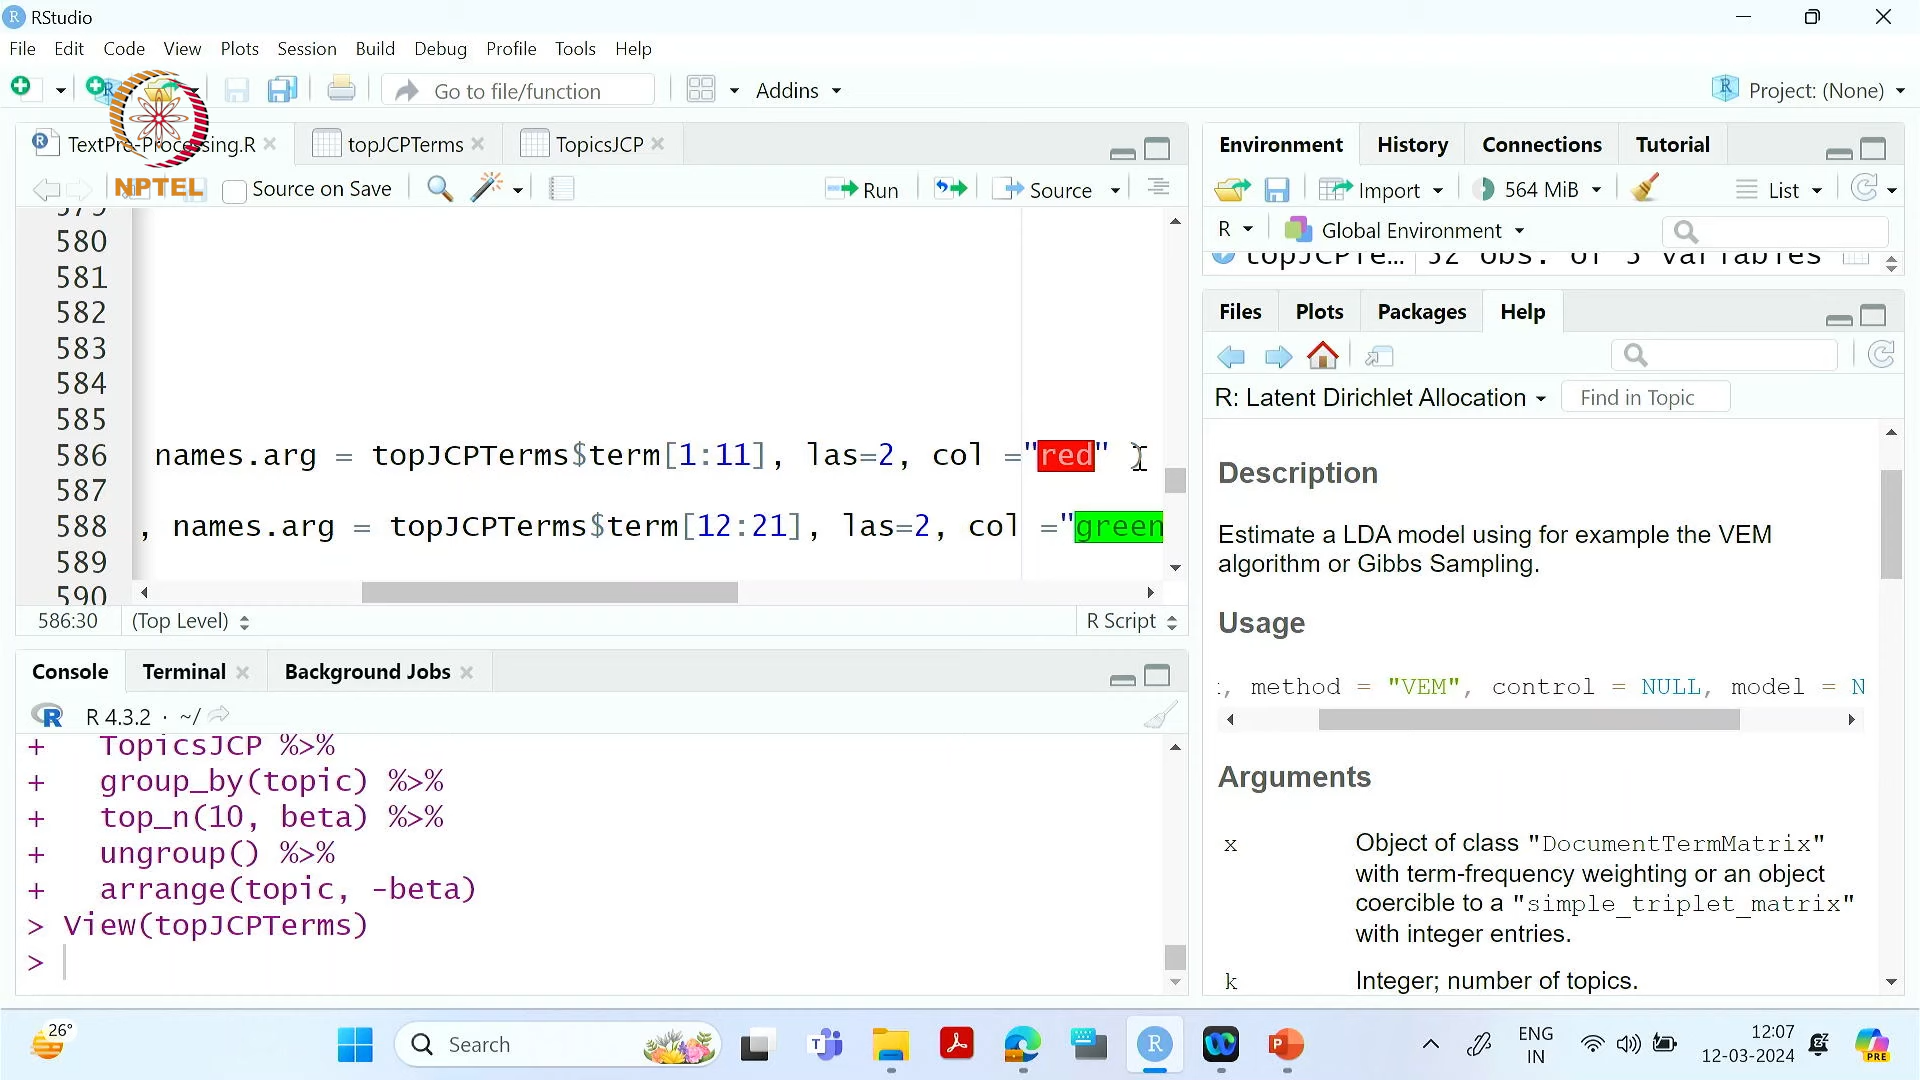 RStudio
File Edit Code View Plots Session Build Debug Profile Tools Help
Go to file/function Addins Project: (None)
TextPre-Processing.R topJCPTerms TopicsJCP
NPTEL
Source on Save Run Source
579
580
581
582
583
584
585
586 names.arg = topJCPTerms$term[1:11], las=2, col ="red"
587
588 , names.arg = topJCPTerms$term[12:21], las=2, col ="green
589
590
586:30 (Top Level) R Script
Console Terminal Background Jobs
R 4.3.2 · ~/
+ TopicsJCP %>%
+ group_by(topic) %>%
+ top_n(10, beta) %>%
+ ungroup() %>%
+ arrange(topic, -beta)
> View(topJCPTerms)
>
Environment History Connections Tutorial
Import 564 MiB List
R Global Environment
topJCPTe... 32 obs. of 3 variables
Files Plots Packages Help
R: Latent Dirichlet Allocation Find in Topic
Description
Estimate a LDA model using for example the VEM
algorithm or Gibbs Sampling.
Usage
, method = "VEM", control = NULL, model = N
Arguments
x Object of class "DocumentTermMatrix"
with term-frequency weighting or an object
coercible to a "simple_triplet_matrix"
with integer entries.
k Integer; number of topics.
26°
Search
ENG
IN
12:07
12-03-2024
PRE